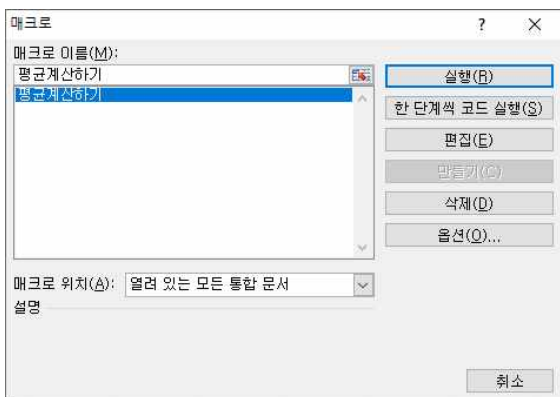 매크로
?
×
매크로 이름(M):
평균계산하기
평균계산하기
실행(R)
한 단계씩 코드 실행(S)
편집(E)
만들기(C)
삭제(D)
옵션(O)...
매크로 위치(A): 열려 있는 모든 통합 문서
설명
취소